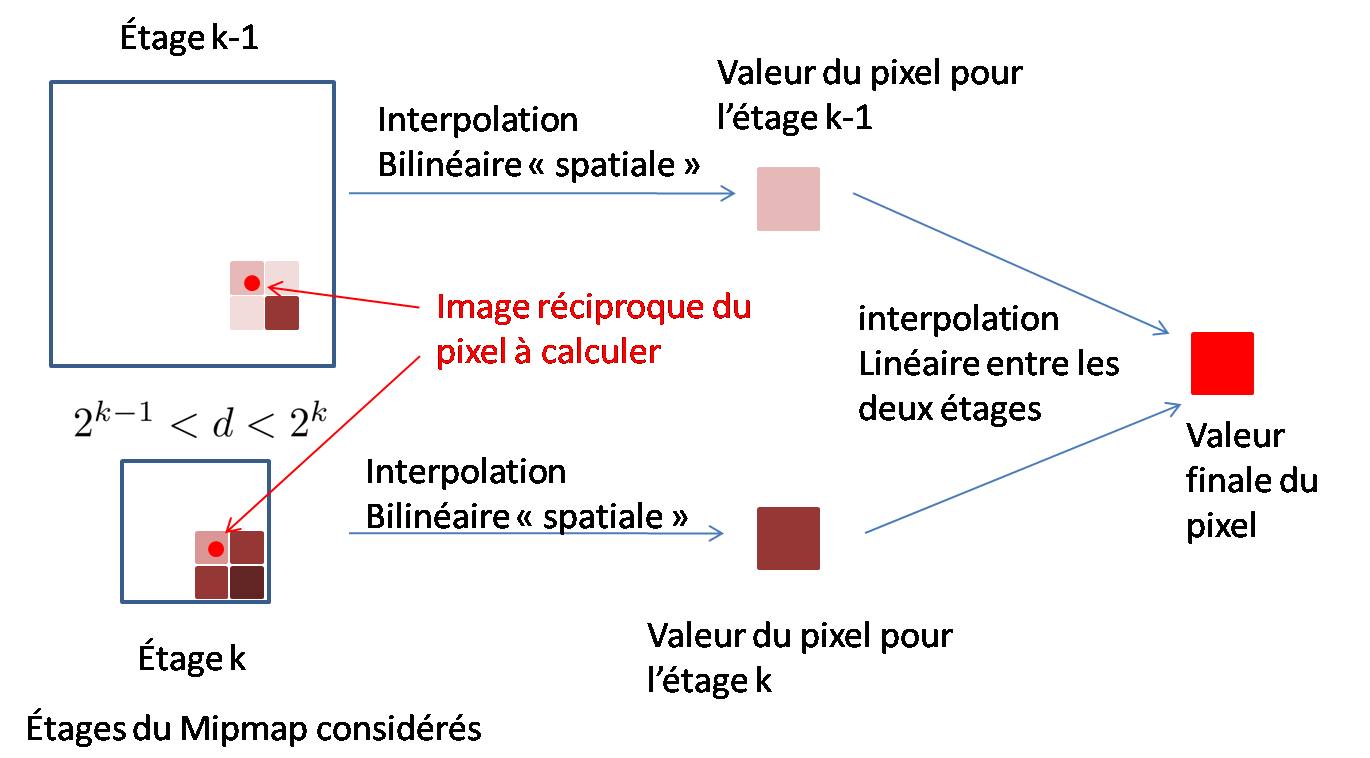 Étage k-1
Valeur du pixel pour
l'étage k-1
Interpolation
Bilinéaire « spatiale »
Image réciproque du
pixel à calculer
interpolation
Linéaire entre les
deux étages
2^{k-1} < d < 2^k
Valeur
finale du
pixel
Interpolation
Bilinéaire « spatiale »
Étage k
Valeur du pixel pour
l'étage k
Étages du Mipmap considérés